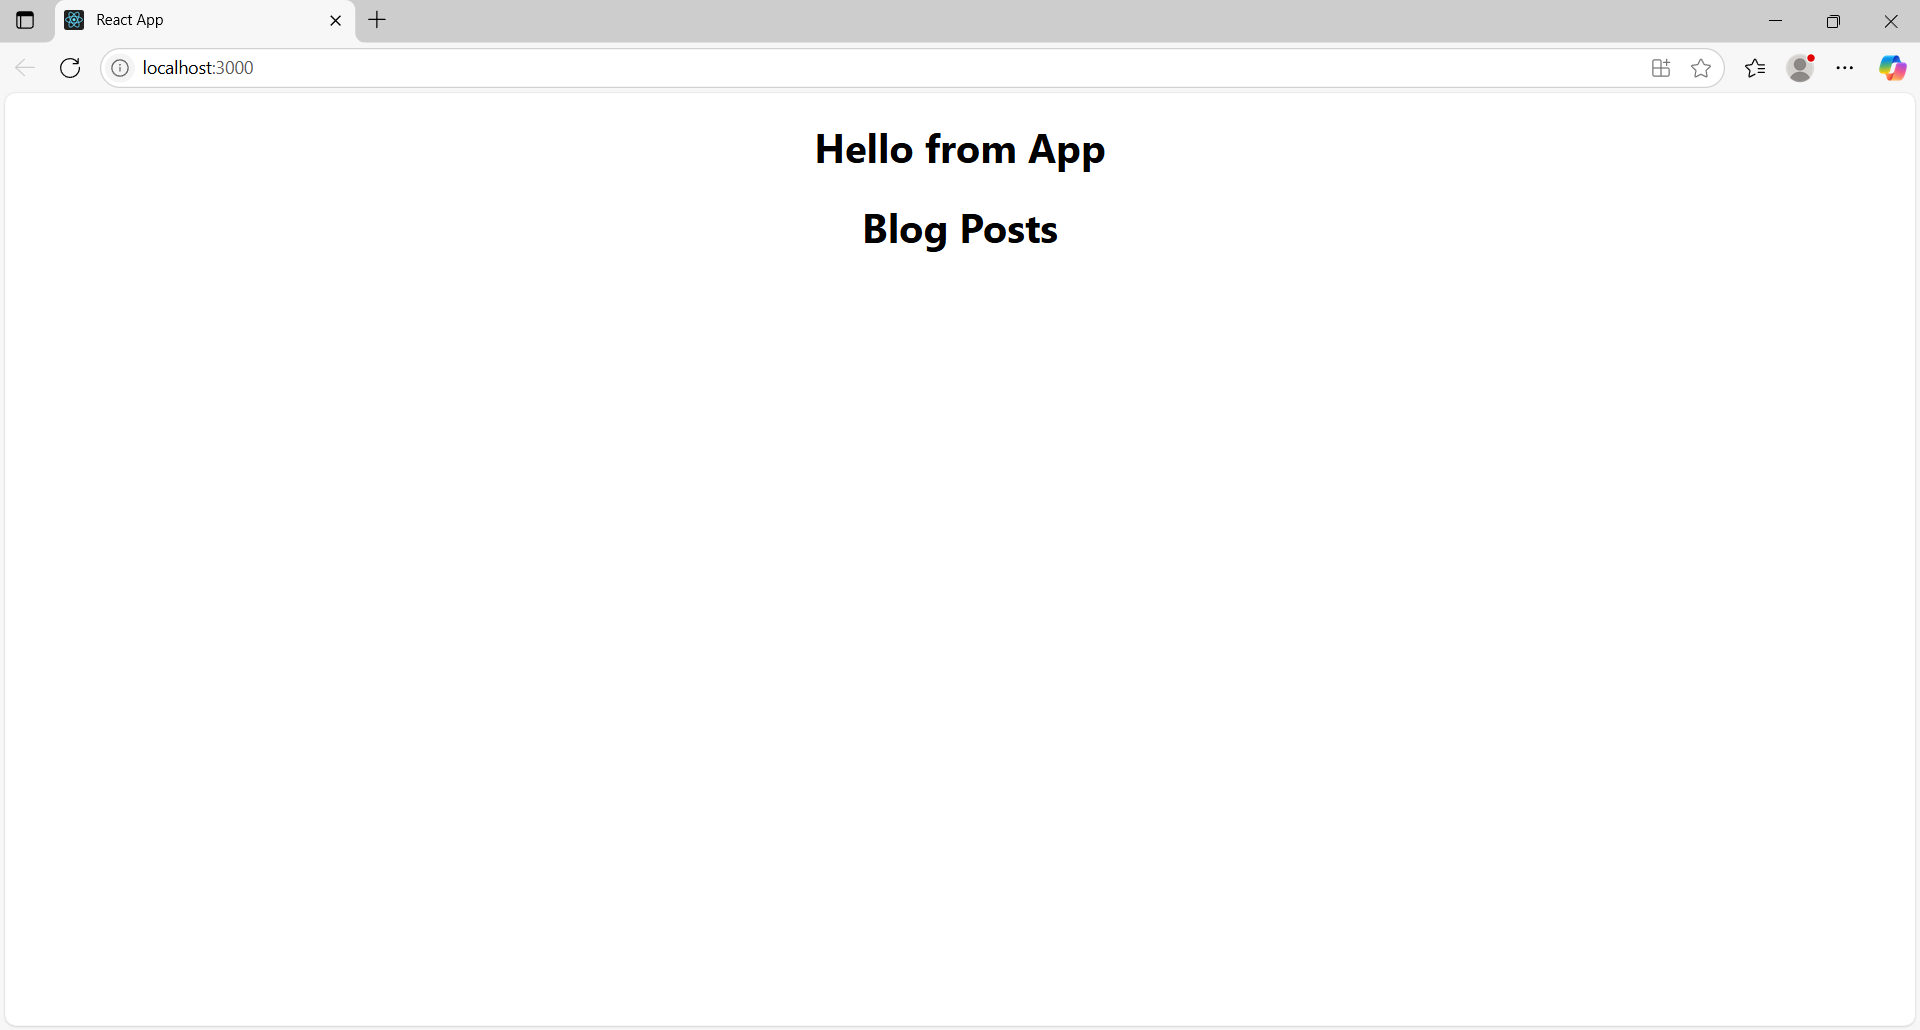 React App
localhost:3000
Hello from App
Blog Posts